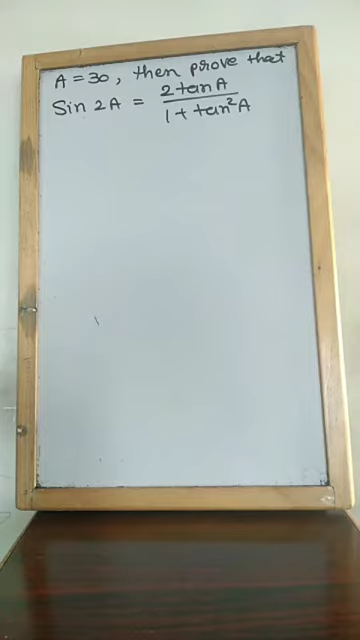 A = 30, then prove that
Sin 2A = 2 tan A / 1 + tan²A